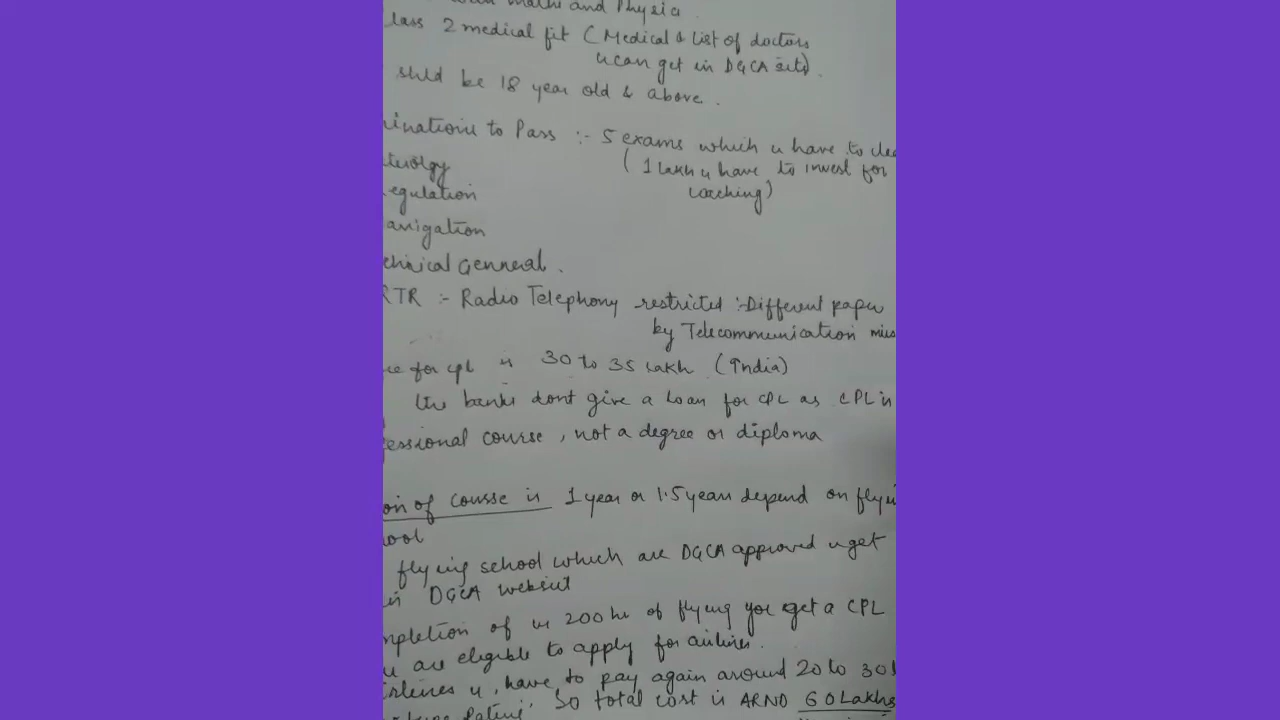 maths and Physics
lass 2 medical fit ( Medical & List of doctors
u can get in DGCA site)
shld be 18 year old & above .
inations to Pass :- 5 exams which u have to clea
( 1 Lakh u have to invest for
coaching)
egulation
avigation
chnical General .
RTR :- Radio Telephony restricted :- Different paper
by Telecommunication
for cpl is 30 to 35 Lakh (India)
the banks dont give a Loan for CPL as CPL is
essional course , not a degree or diploma
on of course is 1 year or 1.5 years depend on flyi
ool
flying school which are DGCA approved u get
in DGCA website
mpletion of ur 200 hr of flying you get a CPL
u are eligible to apply for airlines.
irlines u have to pay again around 20 to 30
So total cost is ARND 60 Lakhs